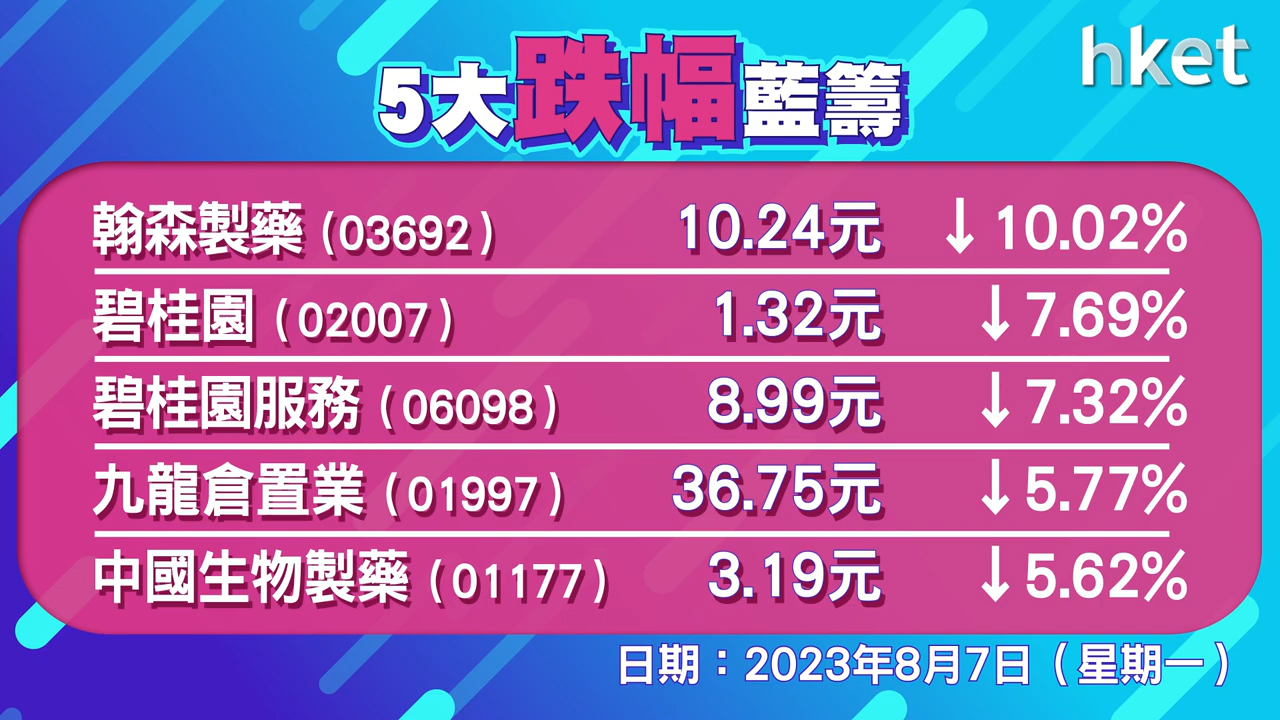 hket
5大跌幅藍籌
翰森製藥（03692） 10.24元 ↓10.02%
碧桂園（02007） 1.32元 ↓7.69%
碧桂園服務（06098） 8.99元 ↓7.32%
九龍倉置業（01997） 36.75元 ↓5.77%
中國生物製藥（01177） 3.19元 ↓5.62%
日期：2023年8月7日（星期一）